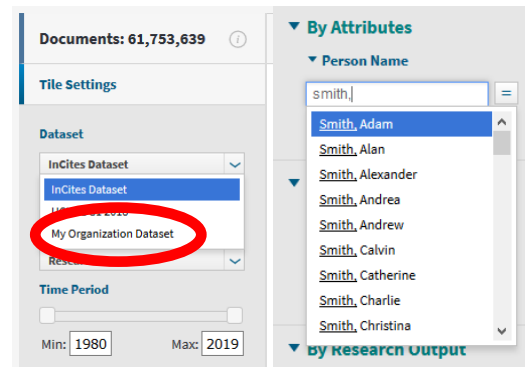 Documents: 61,753,639
Tile Settings
Dataset
InCites Dataset
InCites Dataset
My Organization Dataset
Time Period
Min: 1980 Max: 2019
By Attributes
Person Name
smith, =
Smith, Adam
Smith, Alan
Smith, Alexander
Smith, Andrea
Smith, Andrew
Smith, Calvin
Smith, Catherine
Smith, Charlie
Smith, Christina
By Research Output